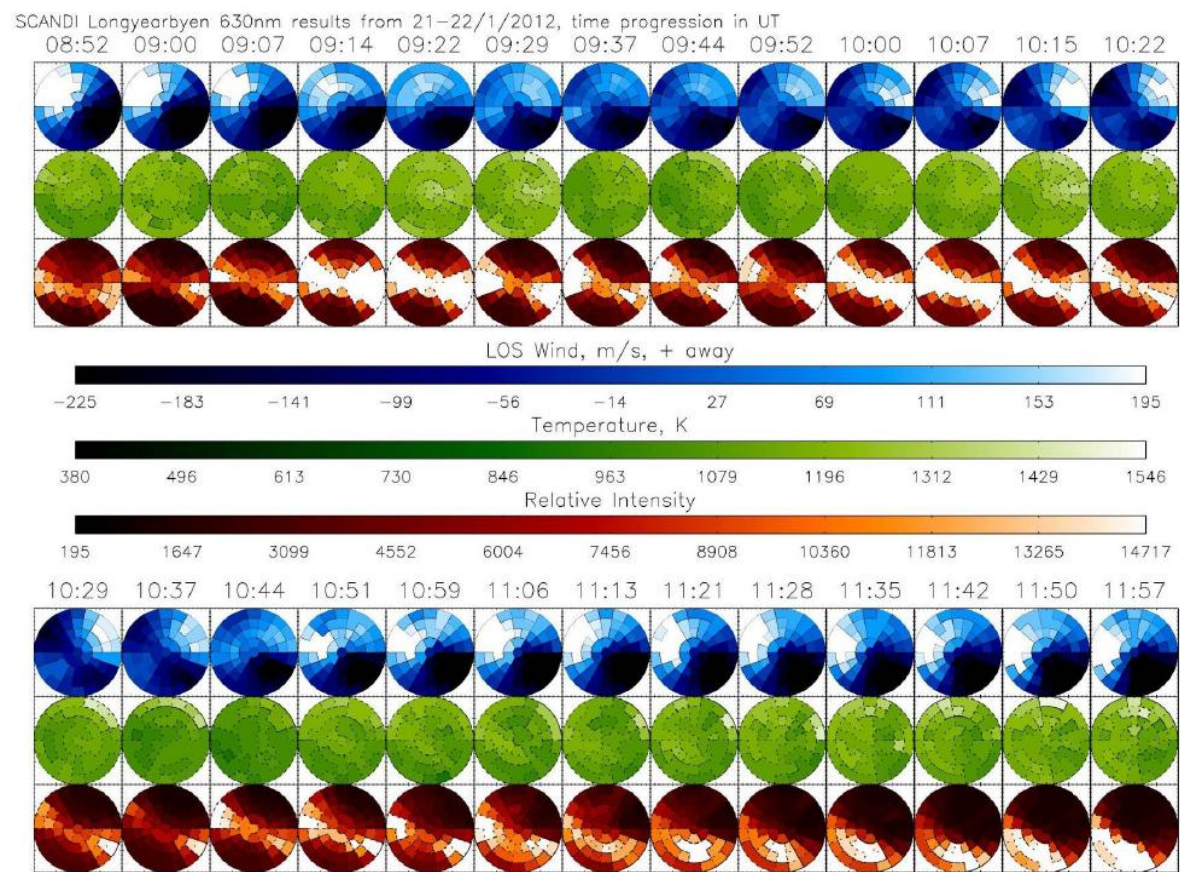 SCANDI Longyearbyen 630nm results from 21-22/1/2012, time progression in UT
08:52 09:00 09:07 09:14 09:22 09:29 09:37 09:44 09:52 10:00 10:07 10:15 10:22
LOS Wind, m/s, + away
-225 -183 -141 -99 -56 -14 27 69 111 153 195
Temperature, K
380 496 613 730 846 963 1079 1196 1312 1429 1546
Relative Intensity
195 1647 3099 4552 6004 7456 8908 10360 11813 13265 14717
10:29 10:37 10:44 10:51 10:59 11:06 11:13 11:21 11:28 11:35 11:42 11:50 11:57